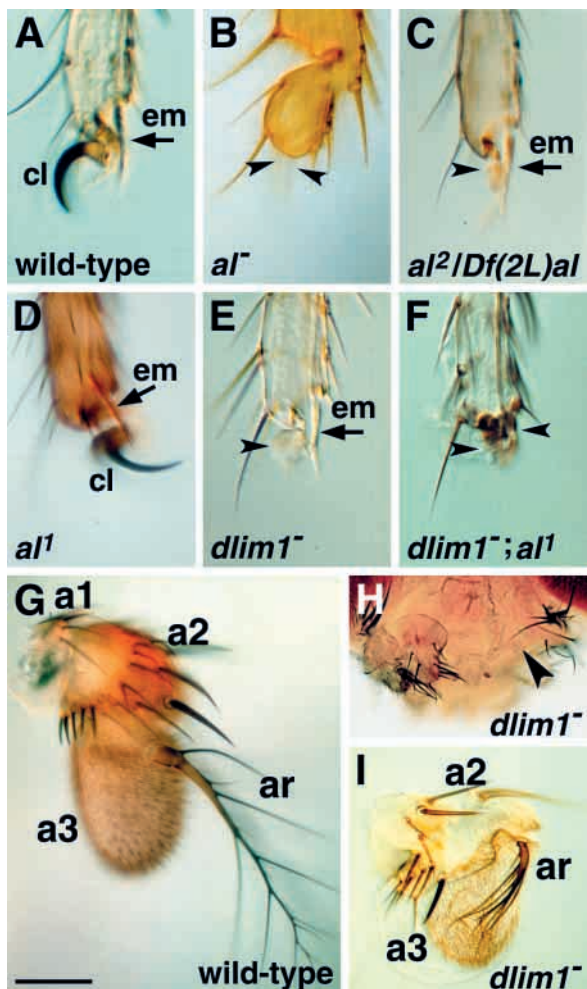 A
em
cl
wild-type
B
al-
C
em
al2/Df(2L)al
D
em
cl
al1
E
em
dlim1-
F
dlim1-;al1
G
a1
a2
ar
a3
wild-type
H
dlim1-
I
a2
ar
a3
dlim1-